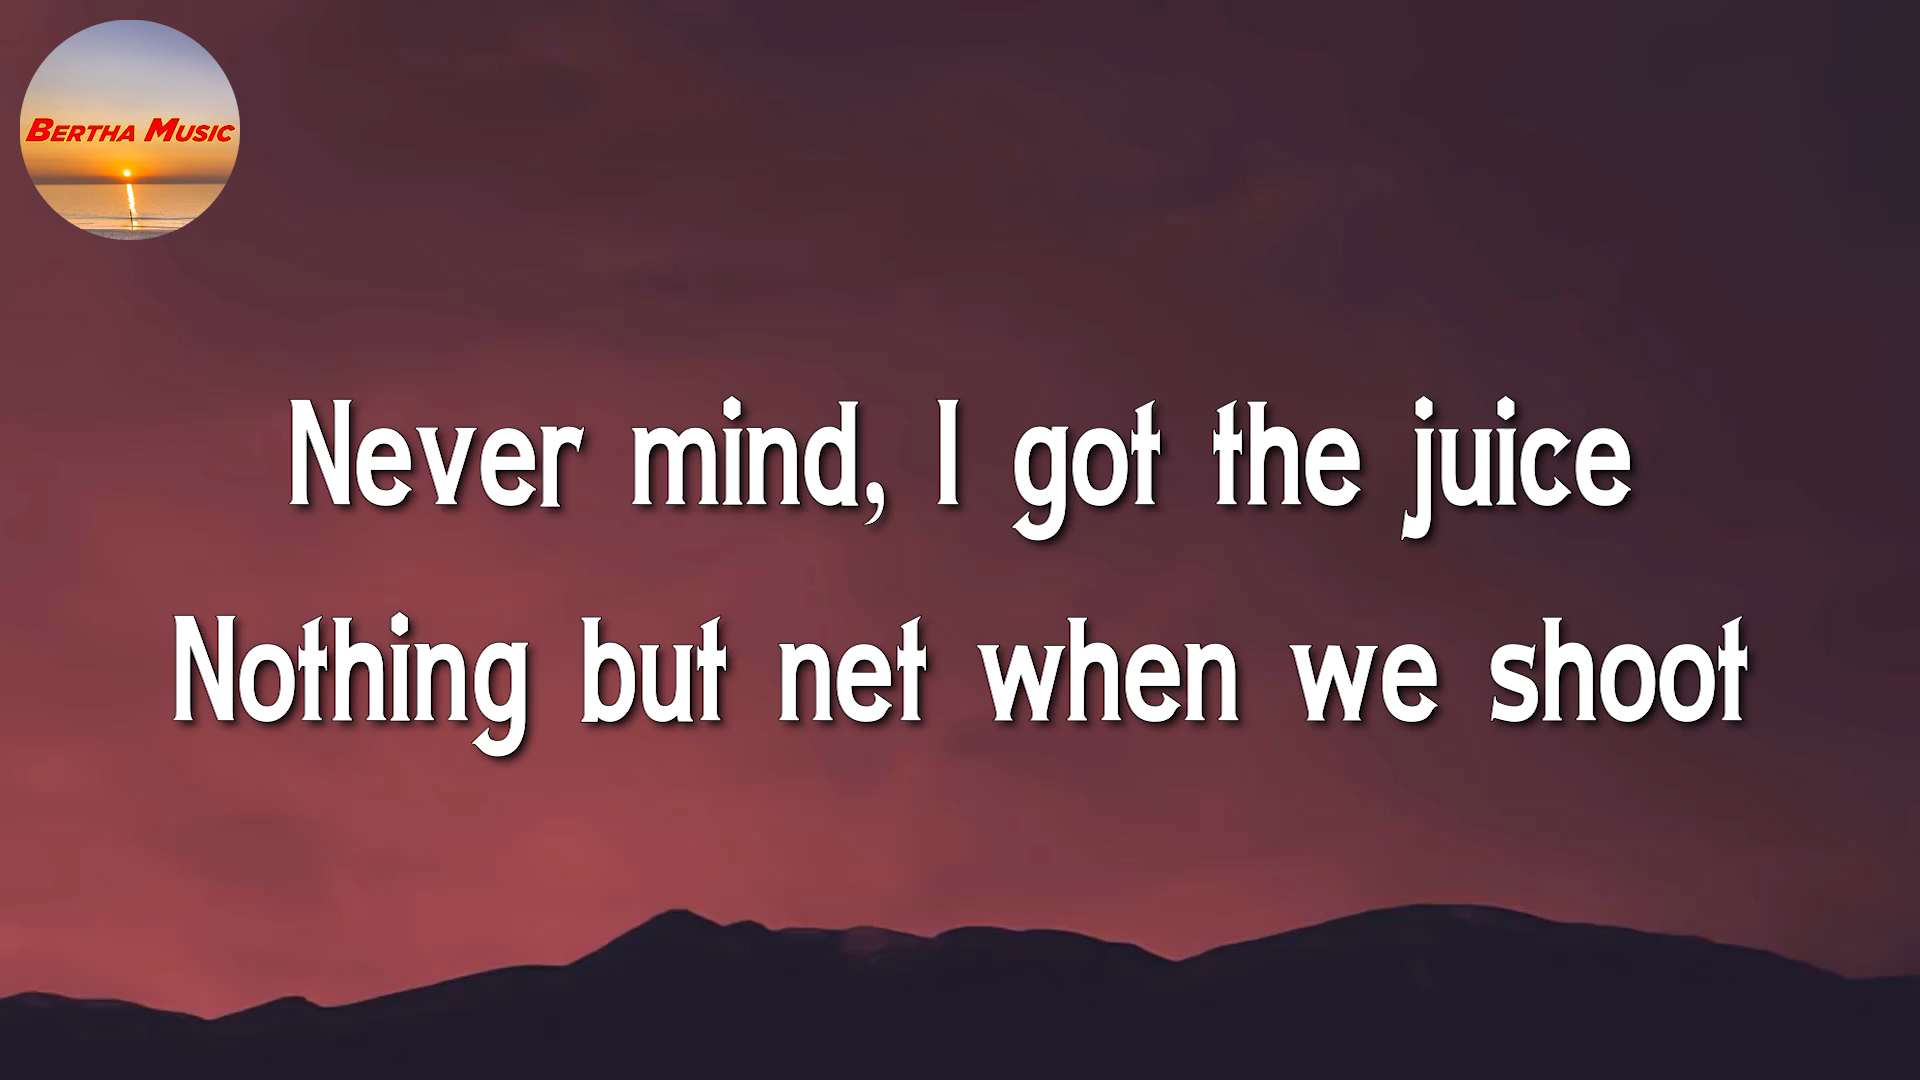 Bertha Music
Never mind, I got the juice
Nothing but net when we shoot